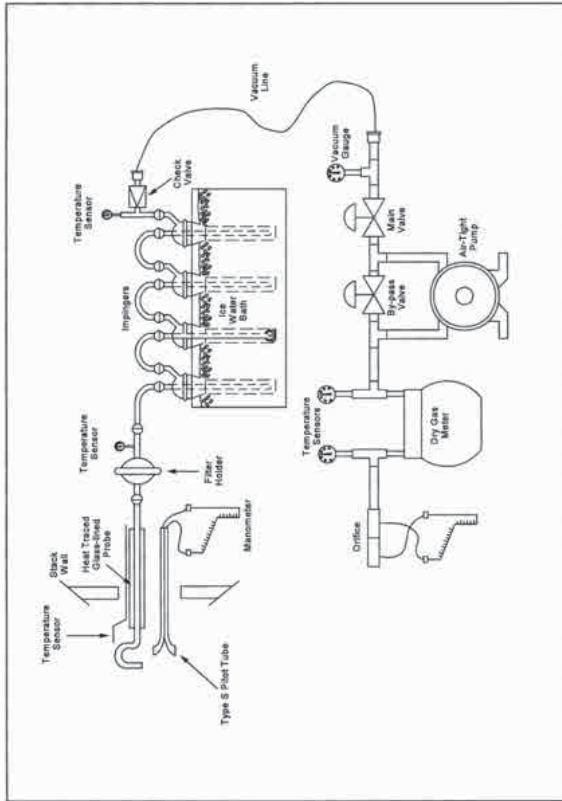 Temperature
Sensor
Stack
Wall
Heat Traced
Glass-lined
Probe
Type S Pitot Tube
Manometer
Temperature
Sensor
Filter
Holder
Impingers
Ice
Water
Bath
Temperature
Sensor
Check
Valve
Vacuum
Line
Orifice
Temperature
Sensors
Dry Gas
Meter
By-pass
Valve
Air-Tight
Pump
Main
Valve
Vacuum
Gauge